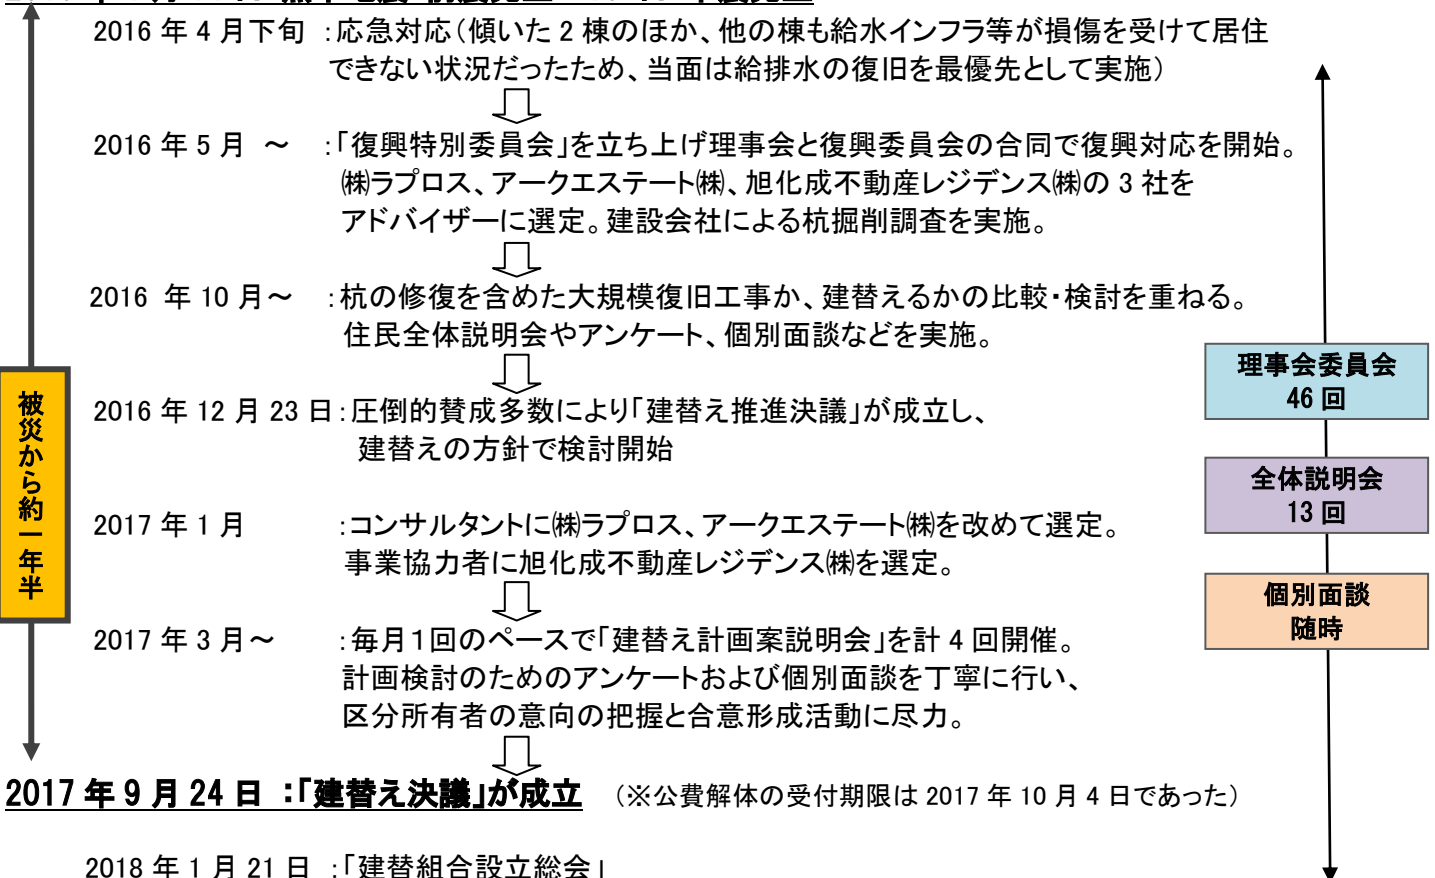 2016 年 4 月下旬 :応急対応(傾いた 2 棟のほか、他の棟も給水インフラ等が損傷を受けて居住
できない状況だったため、当面は給排水の復旧を最優先として実施)
2016 年 5 月 ～ :「復興特別委員会」を立ち上げ理事会と復興委員会の合同で復興対応を開始。
㈱ラプロス、アークエステート㈱、旭化成不動産レジデンス㈱の 3 社を
アドバイザーに選定。建設会社による杭掘削調査を実施。
2016 年 10 月～ :杭の修復を含めた大規模復旧工事か、建替えるかの比較・検討を重ねる。
住民全体説明会やアンケート、個別面談などを実施。
2016 年 12 月 23 日:圧倒的賛成多数により「建替え推進決議」が成立し、
建替えの方針で検討開始
2017 年 1 月 :コンサルタントに㈱ラプロス、アークエステート㈱を改めて選定。
事業協力者に旭化成不動産レジデンス㈱を選定。
2017 年 3 月～ :毎月1回のペースで「建替え計画案説明会」を計 4 回開催。
計画検討のためのアンケートおよび個別面談を丁寧に行い、
区分所有者の意向の把握と合意形成活動に尽力。
2017 年 9 月 24 日 :「建替え決議」が成立 (※公費解体の受付期限は 2017 年 10 月 4 日であった)
2018 年 1 月 21 日 :「建替組合設立総会」
被災から約一年半
理事会委員会
46 回
全体説明会
13 回
個別面談
随時